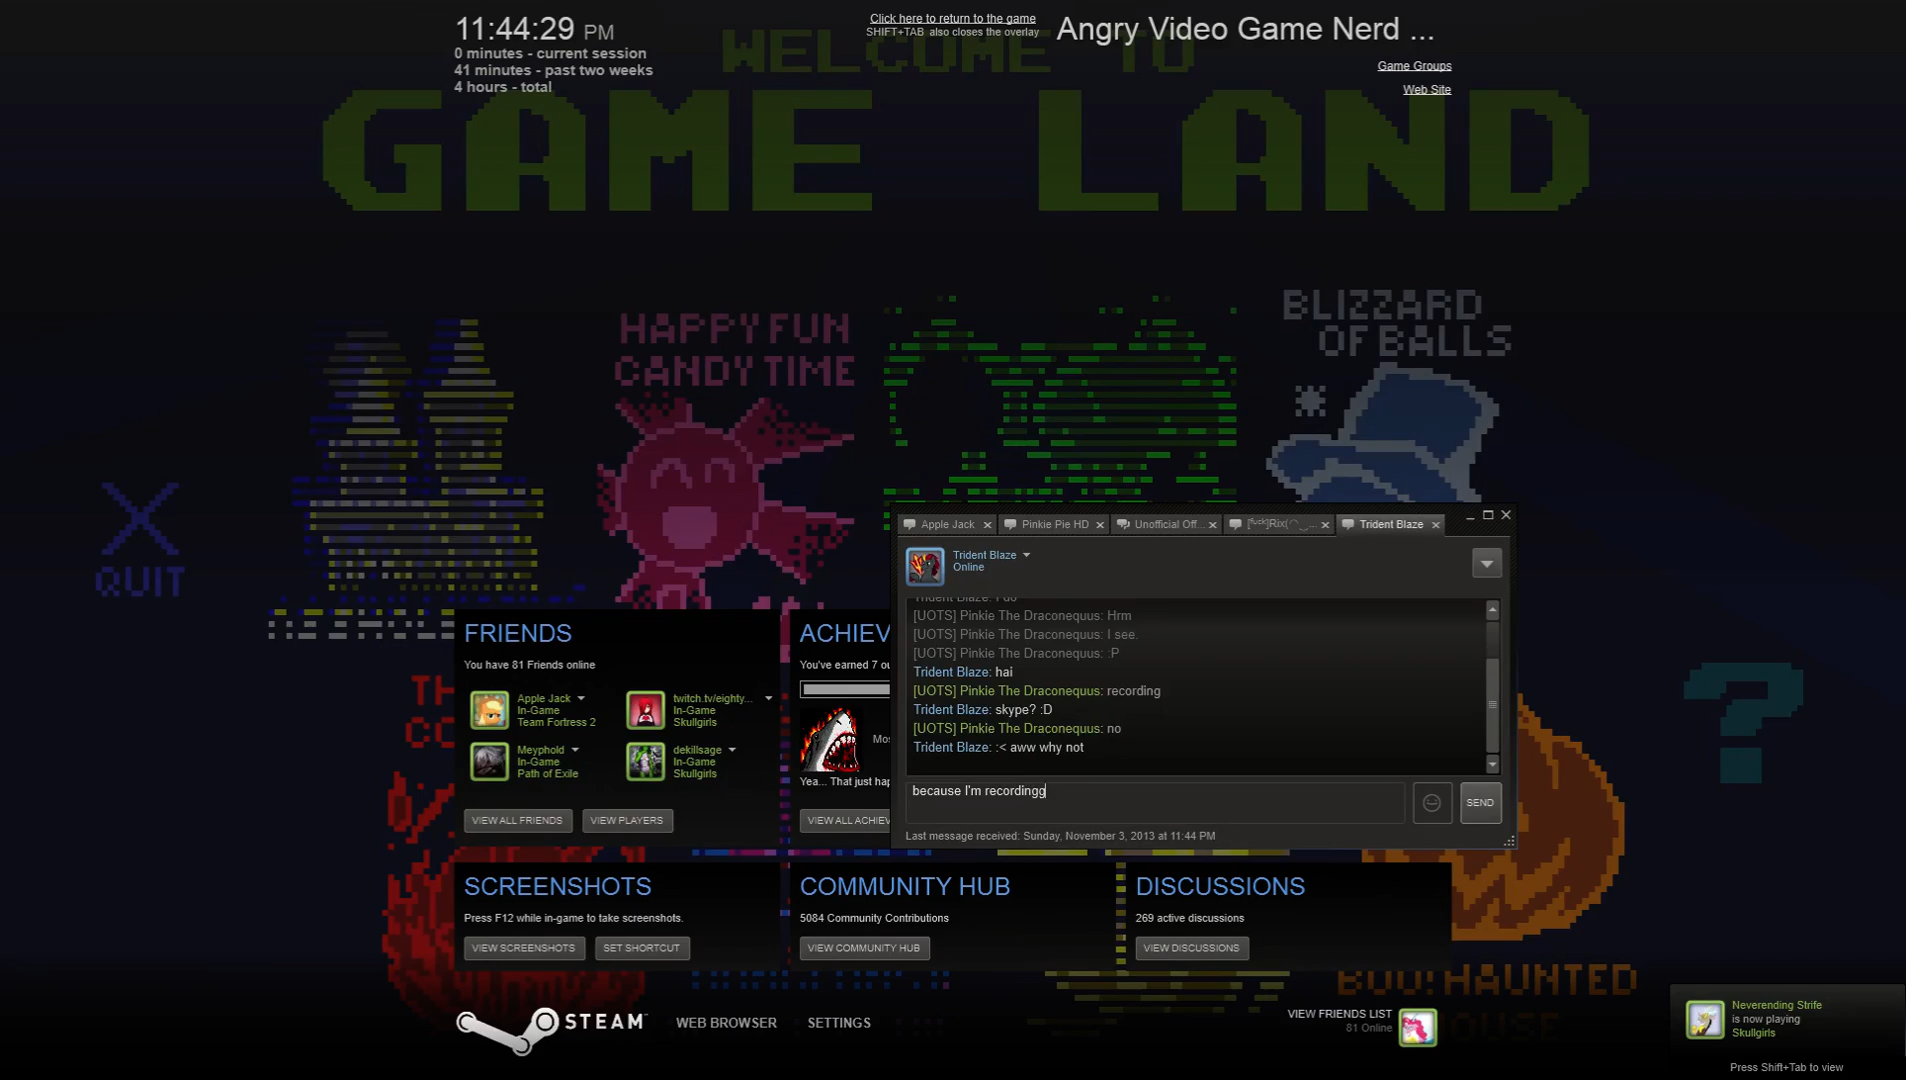 11:44:29 PM
0 minutes - current session
41 minutes - past two weeks
4 hours - total
Click here to return to the game
SHIFT+TAB also closes the overlay
Angry Video Game Nerd ...
Game Groups
Web Site
WELCOME TO
GAME LAND
HAPPY FUN
CANDY TIME
BLIZZARD
OF BALLS
QUIT
?
Apple Jack
Pinkie Pie HD
Unofficial Off...
Trident Blaze
Trident Blaze
Online
Trident Blaze: I do
[UOTS] Pinkie The Draconequus: Hrm
[UOTS] Pinkie The Draconequus: I see.
[UOTS] Pinkie The Draconequus: :P
Trident Blaze: hai
[UOTS] Pinkie The Draconequus: recording
Trident Blaze: skype? :D
[UOTS] Pinkie The Draconequus: no
Trident Blaze: :< aww why not
because I'm recordingg
SEND
Last message received: Sunday, November 3, 2013 at 11:44 PM
FRIENDS
You have 81 Friends online
Apple Jack
In-Game
Team Fortress 2
twitch.tv/eighty...
In-Game
Skullgirls
Meyphold
In-Game
Path of Exile
dekillsage
In-Game
Skullgirls
VIEW ALL FRIENDS
VIEW PLAYERS
ACHIEV
You've earned 7 ou
Mos
Yea... That just hap
VIEW ALL ACHIE
SCREENSHOTS
Press F12 while in-game to take screenshots.
VIEW SCREENSHOTS
SET SHORTCUT
COMMUNITY HUB
5084 Community Contributions
VIEW COMMUNITY HUB
DISCUSSIONS
269 active discussions
VIEW DISCUSSIONS
BOO! HAUNTED
HOUSE
STEAM
WEB BROWSER
SETTINGS
VIEW FRIENDS LIST
81 Online
Neverending Strife
is now playing
Skullgirls
Press Shift+Tab to view